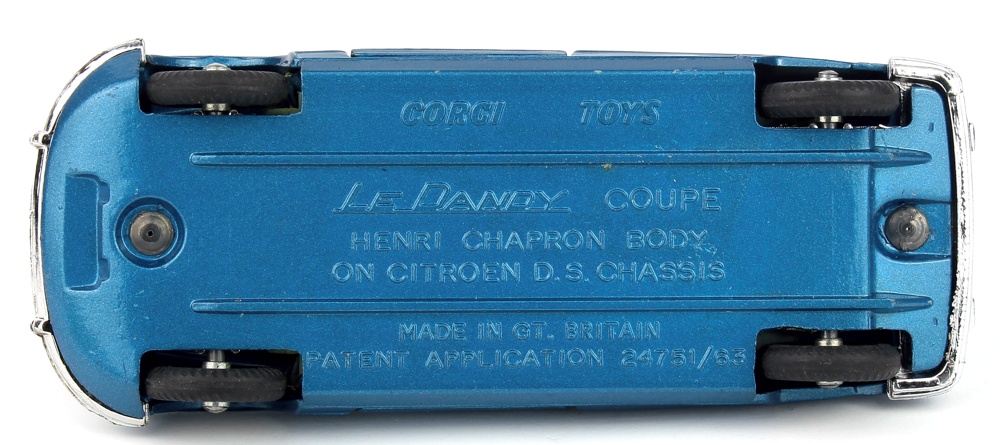 CORGI TOYS
LE DANDY COUPE
HENRI CHAPRON BODY
ON CITROEN D.S. CHASSIS
MADE IN GT. BRITAIN
PATENT APPLICATION 24751/63